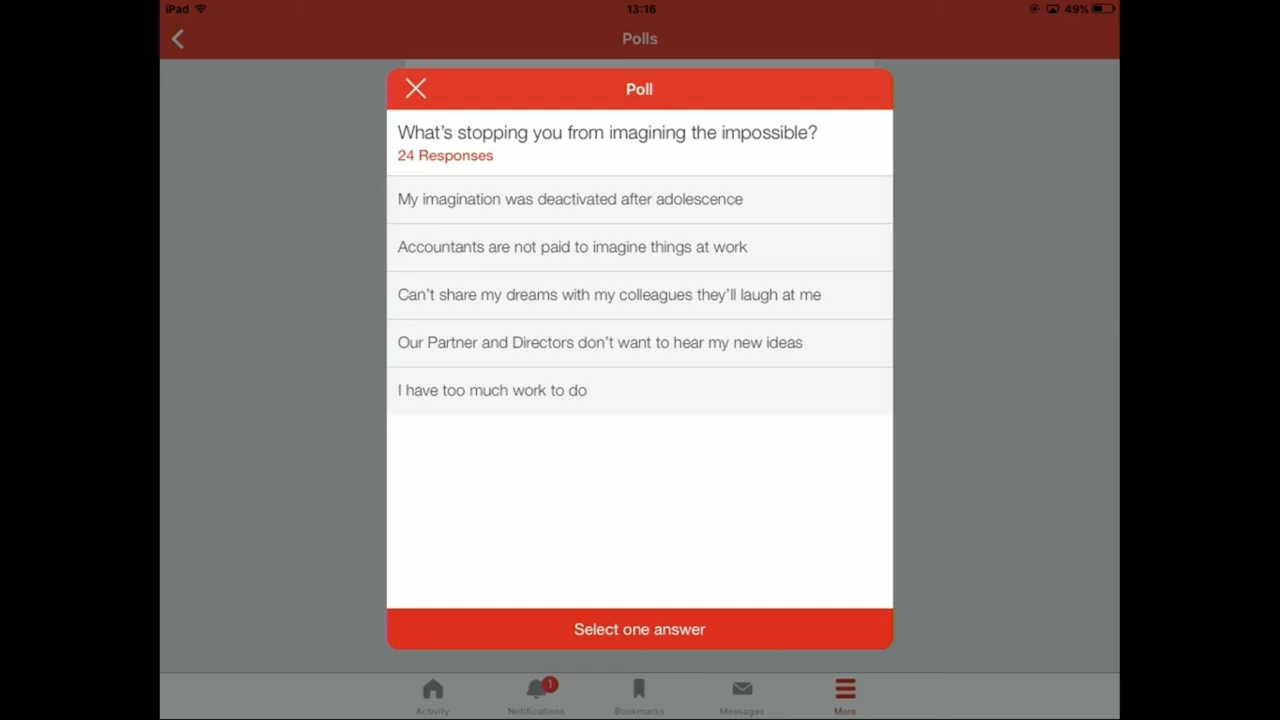 iPad 13:16 49%
Polls
Poll
What's stopping you from imagining the impossible?
24 Responses
My imagination was deactivated after adolescence
Accountants are not paid to imagine things at work
Can't share my dreams with my colleagues they'll laugh at me
Our Partner and Directors don't want to hear my new ideas
I have too much work to do
Select one answer
1
Activity Notifications Bookmarks Messages More